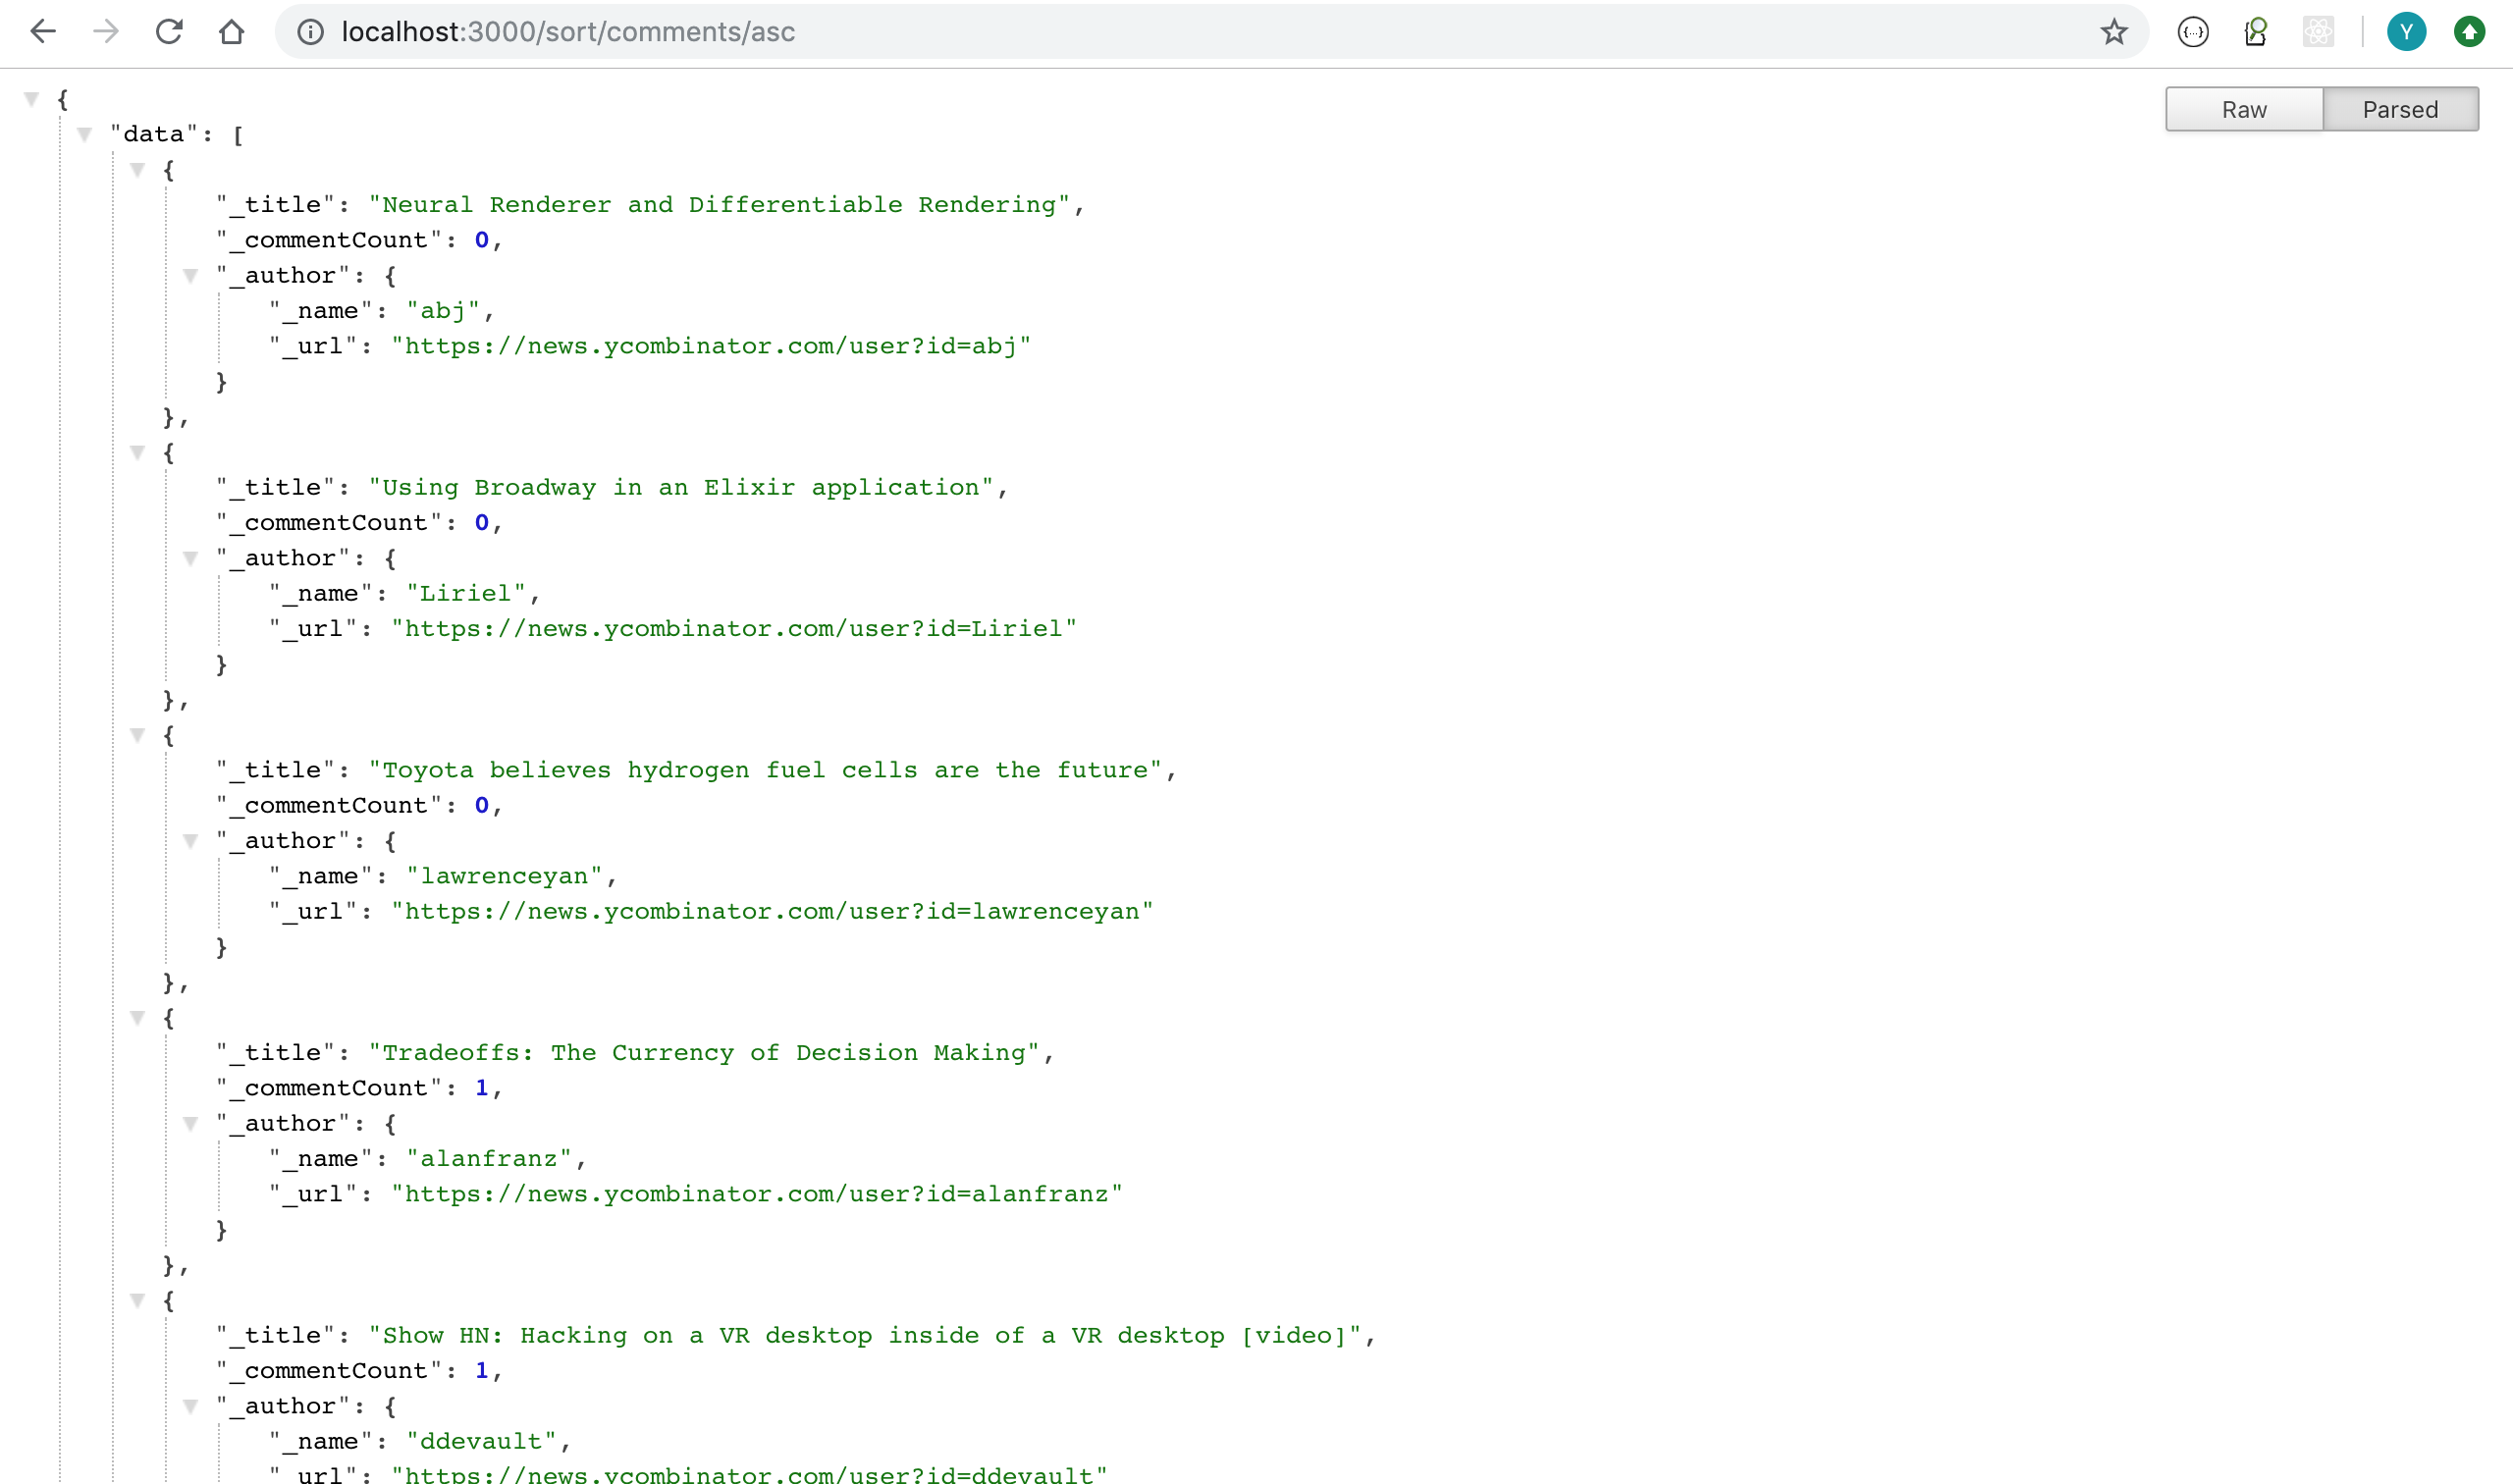 localhost:3000/sort/comments/asc
Y
Raw Parsed
{
"data": [
{
"_title": "Neural Renderer and Differentiable Rendering",
"_commentCount": 0,
"_author": {
"_name": "abj",
"_url": "https://news.ycombinator.com/user?id=abj"
}
},
{
"_title": "Using Broadway in an Elixir application",
"_commentCount": 0,
"_author": {
"_name": "Liriel",
"_url": "https://news.ycombinator.com/user?id=Liriel"
}
},
{
"_title": "Toyota believes hydrogen fuel cells are the future",
"_commentCount": 0,
"_author": {
"_name": "lawrenceyan",
"_url": "https://news.ycombinator.com/user?id=lawrenceyan"
}
},
{
"_title": "Tradeoffs: The Currency of Decision Making",
"_commentCount": 1,
"_author": {
"_name": "alanfranz",
"_url": "https://news.ycombinator.com/user?id=alanfranz"
}
},
{
"_title": "Show HN: Hacking on a VR desktop inside of a VR desktop [video]",
"_commentCount": 1,
"_author": {
"_name": "ddevault",
"_url": "https://news.ycombinator.com/user?id=ddevault"